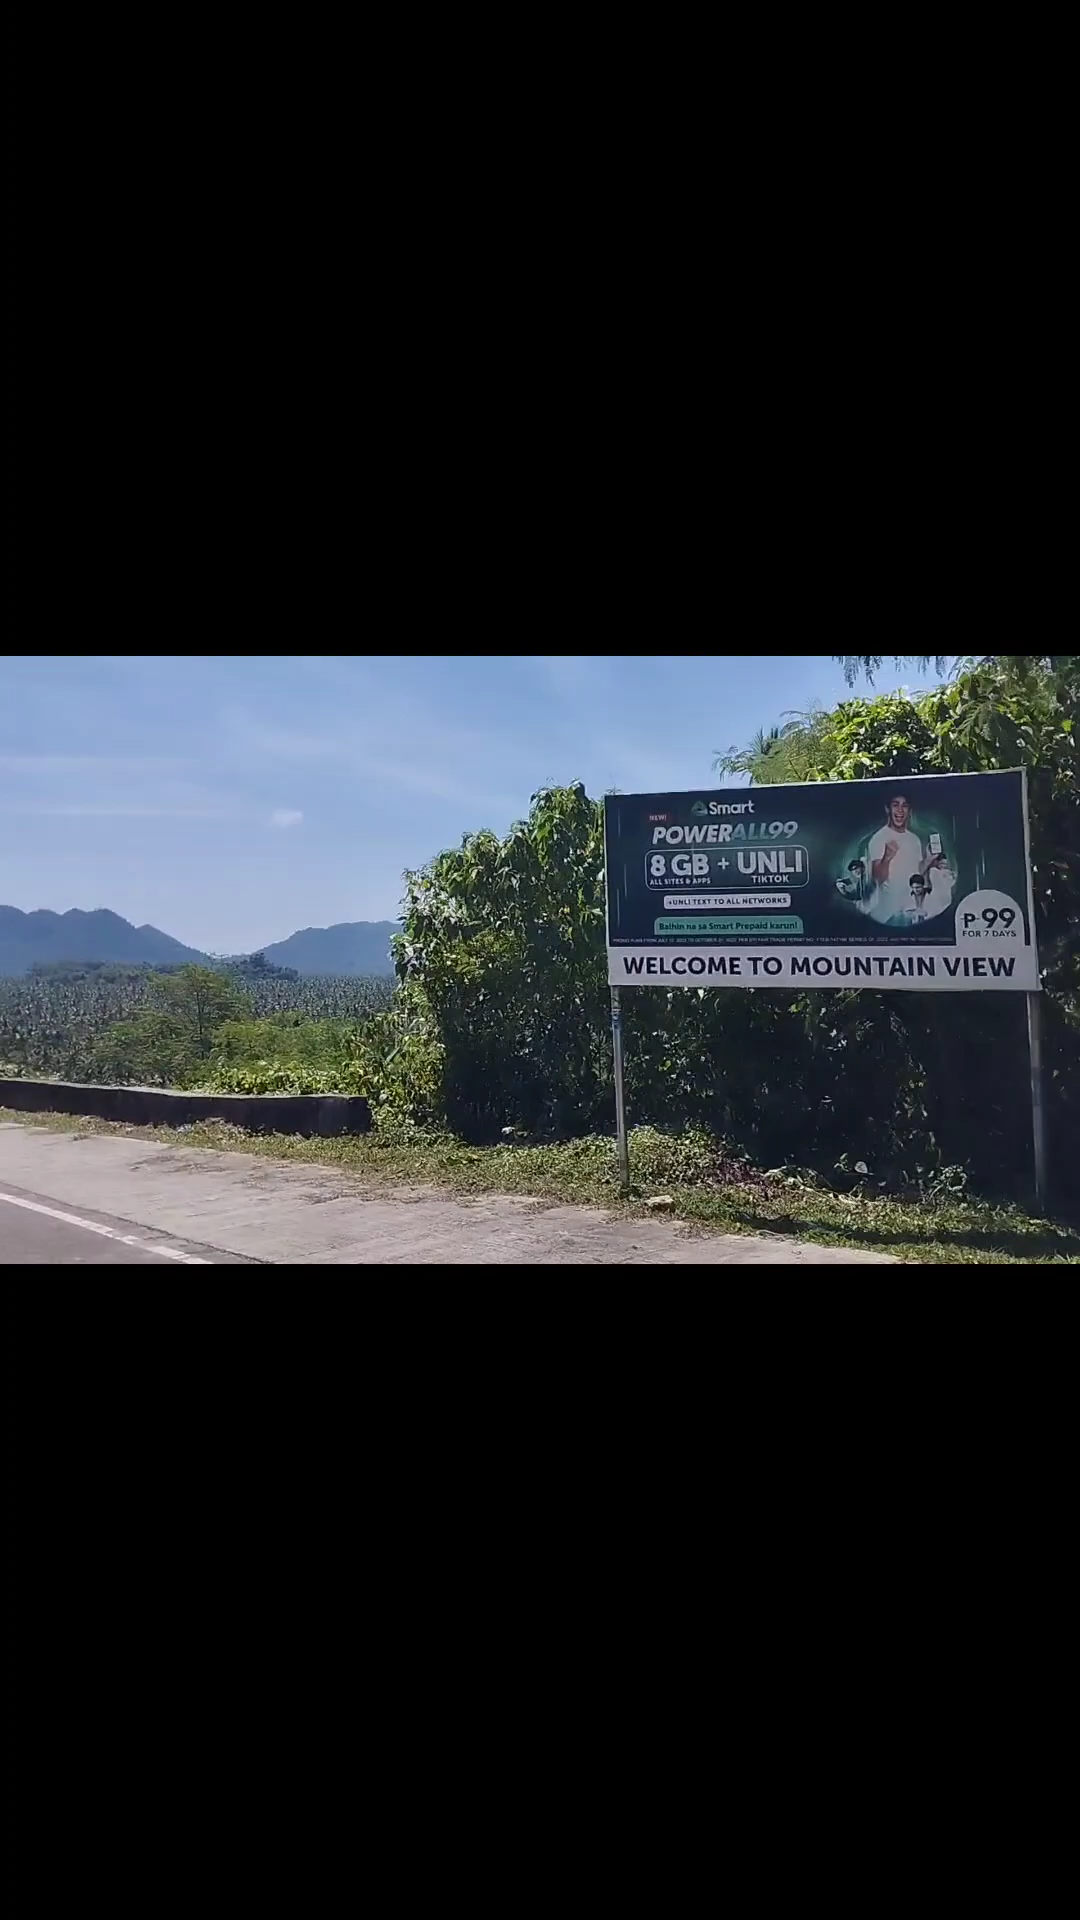 Smart
NEW!
POWERALL99
8 GB + UNLI
ALL SITES & APPS TIKTOK
+UNLI TEXT TO ALL NETWORKS
Balhin na sa Smart Prepaid karun!
₱99
FOR 7 DAYS
WELCOME TO MOUNTAIN VIEW